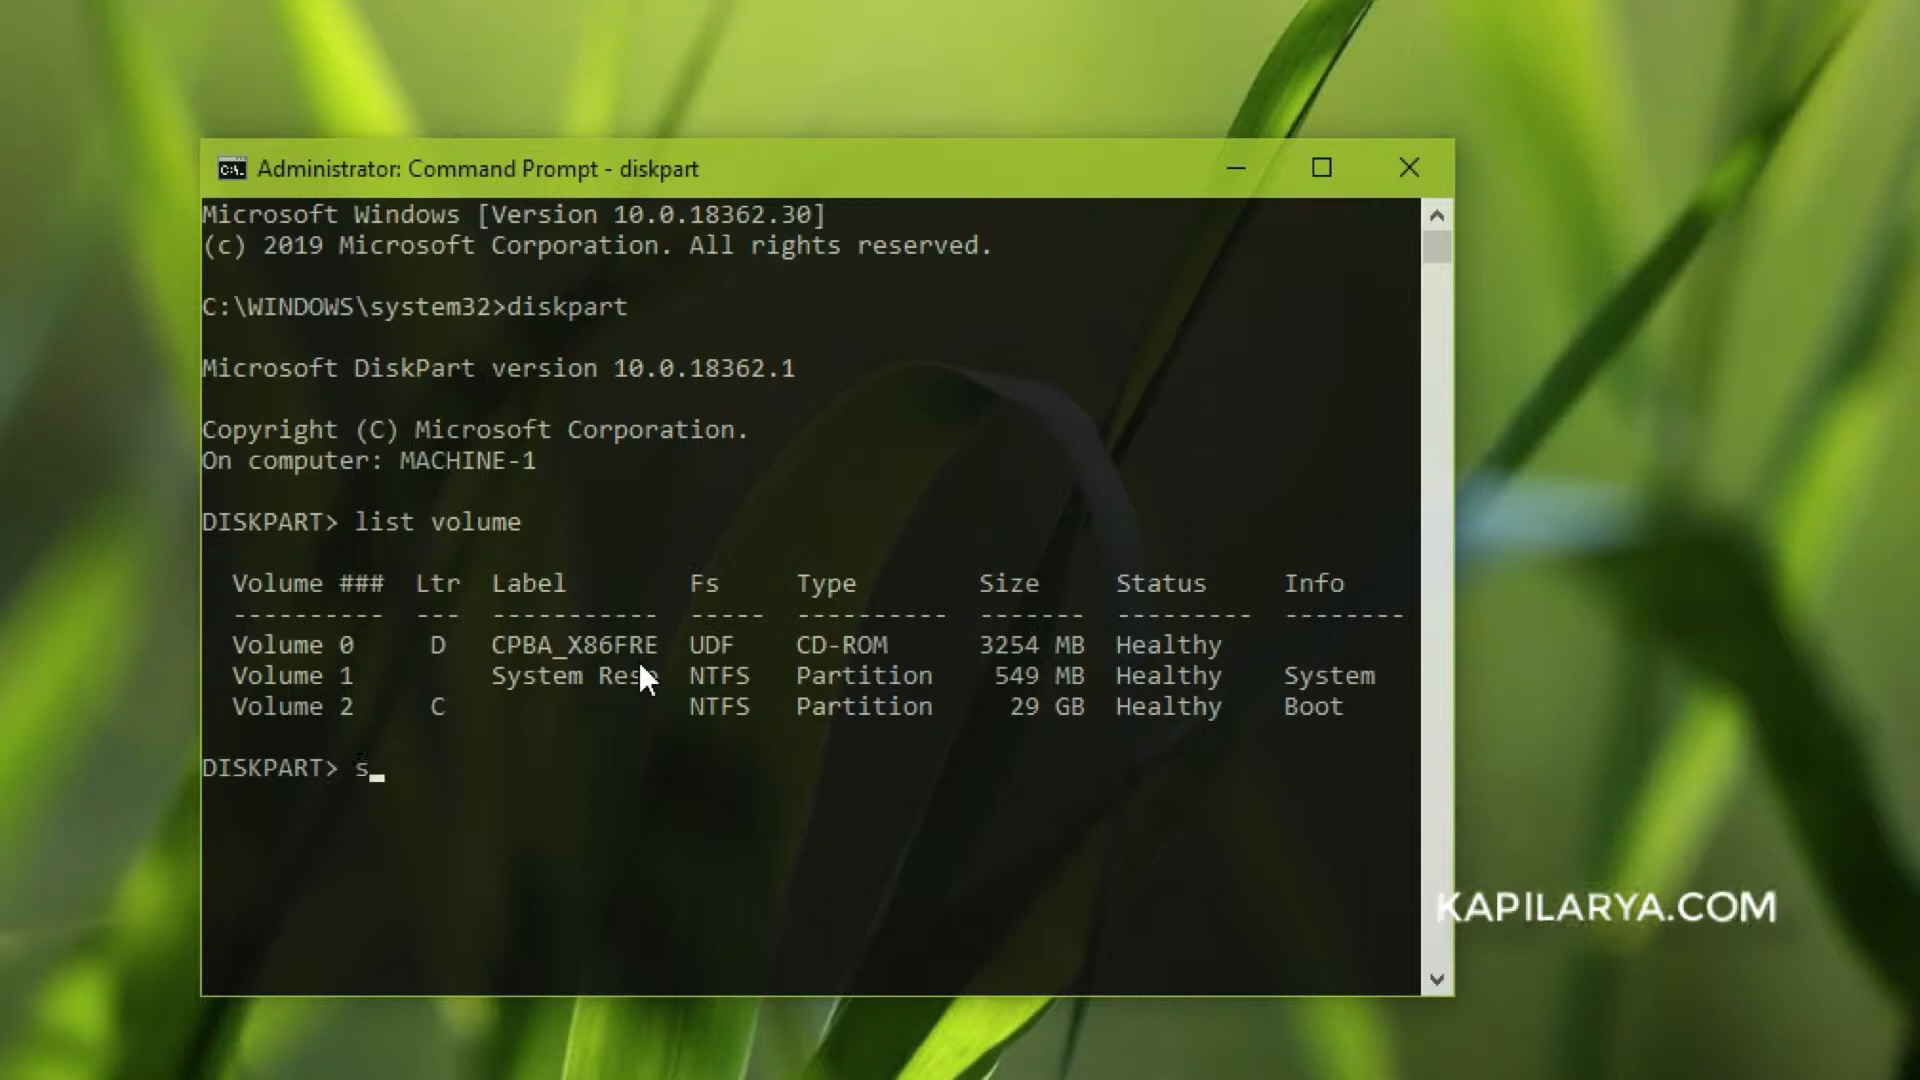 Administrator: Command Prompt - diskpart
Microsoft Windows [Version 10.0.18362.30]
(c) 2019 Microsoft Corporation. All rights reserved.
C:\WINDOWS\system32>diskpart
Microsoft DiskPart version 10.0.18362.1
Copyright (C) Microsoft Corporation.
On computer: MACHINE-1
DISKPART> list volume
Volume ###  Ltr  Label        Fs     Type        Size     Status     Info
----------  ---  -----------  -----  ----------  -------  ---------  --------
Volume 0     D   CPBA_X86FRE  UDF    CD-ROM      3254 MB  Healthy
Volume 1         System       NTFS   Partition    549 MB  Healthy    System
Volume 2     C                NTFS   Partition     29 GB  Healthy    Boot
DISKPART> s_
KAPILARYA.COM